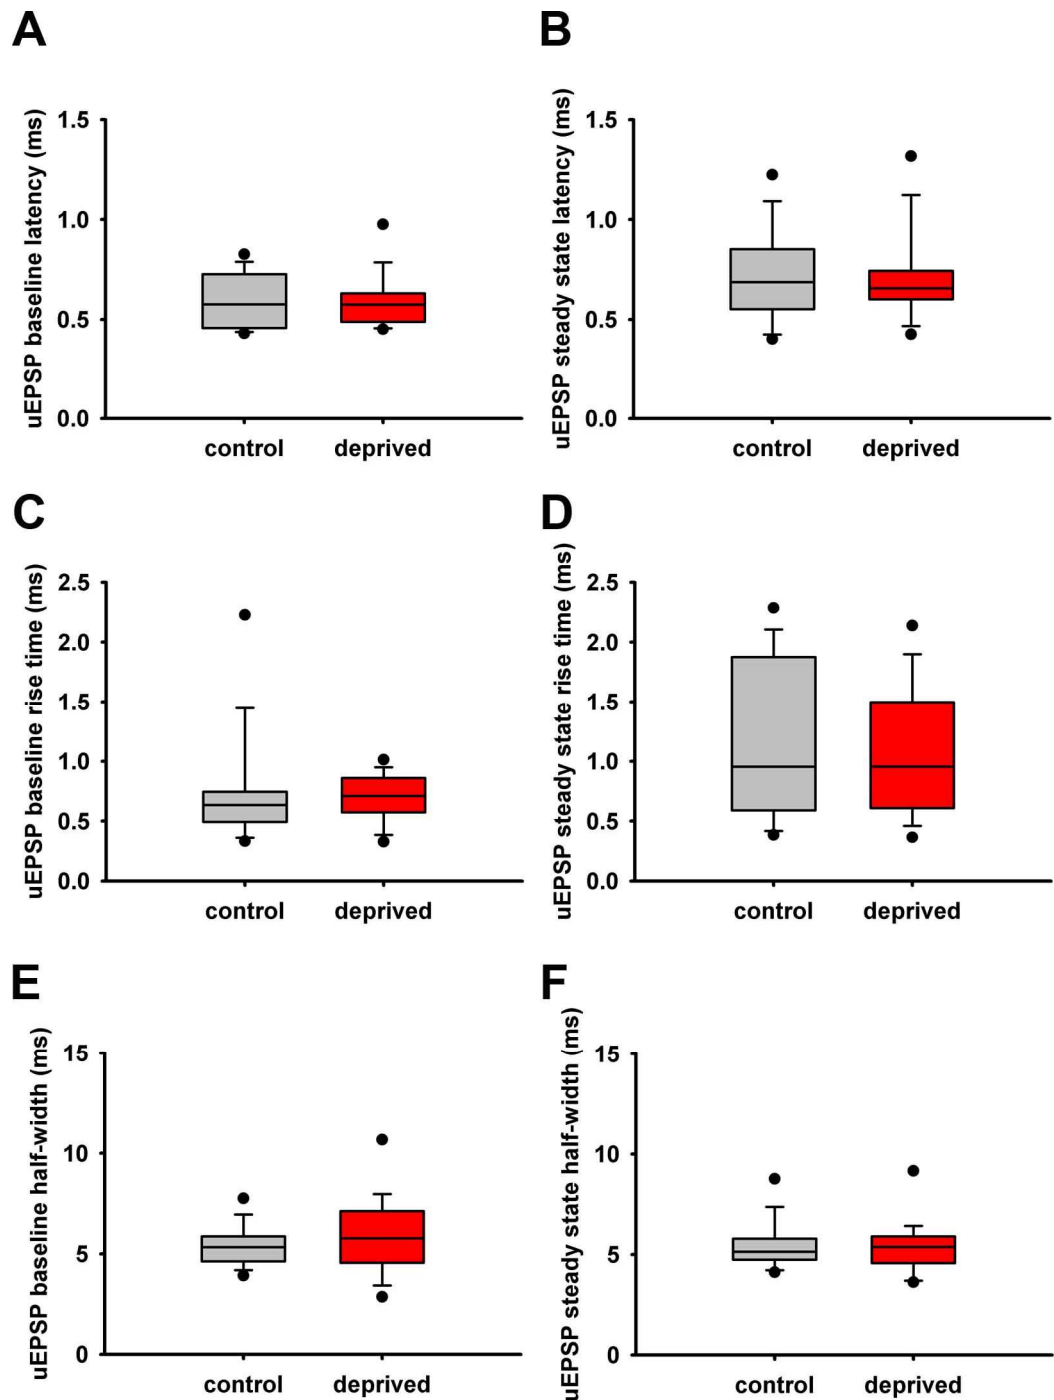 A
uEPSP baseline latency (ms)
1.5
1.0
0.5
0.0
control
deprived
B
uEPSP steady state latency (ms)
1.5
1.0
0.5
0.0
control
deprived
C
uEPSP baseline rise time (ms)
2.5
2.0
1.5
1.0
0.5
0.0
control
deprived
D
uEPSP steady state rise time (ms)
2.5
2.0
1.5
1.0
0.5
0.0
control
deprived
E
uEPSP baseline half-width (ms)
15
10
5
0
control
deprived
F
uEPSP steady state half-width (ms)
15
10
5
0
control
deprived